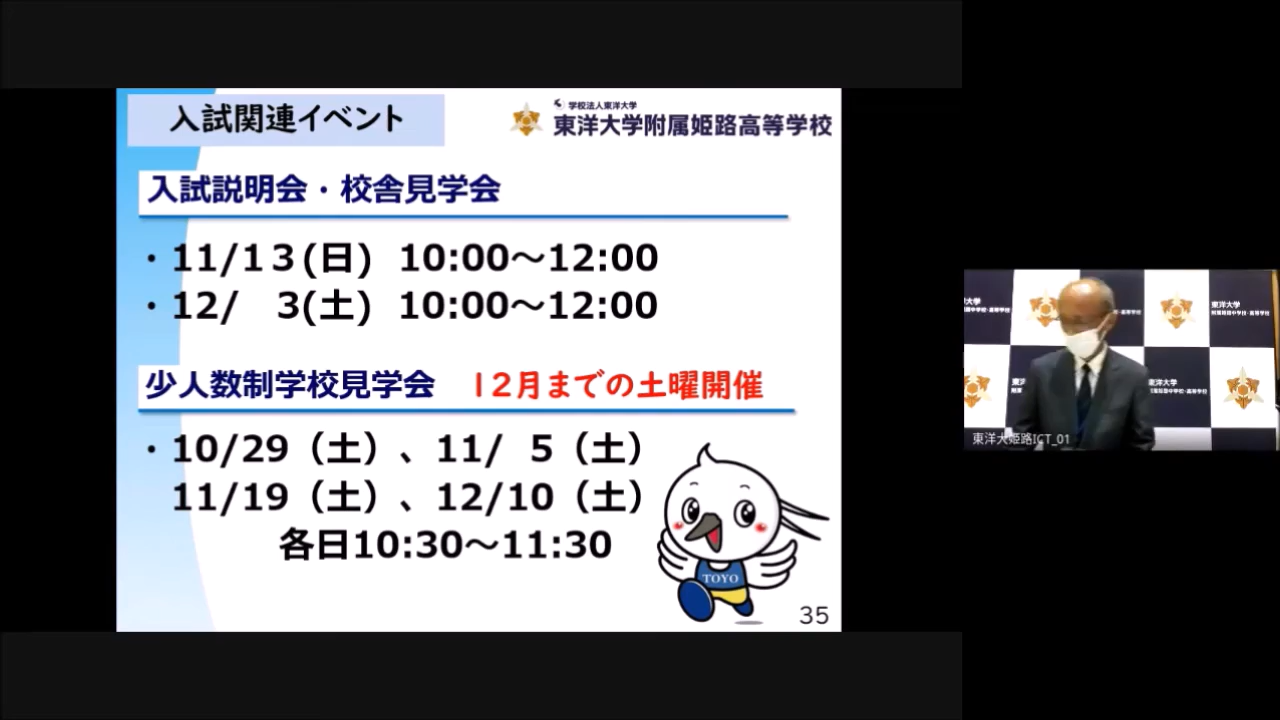 入試関連イベント
学校法人東洋大学
東洋大学附属姫路高等学校
入試説明会・校舎見学会
・11/1３(日) 10:00～12:00
・12/　3(土) 10:00～12:00
少人数制学校見学会　12月までの土曜開催
・10/29（土）、11/ 5（土）
11/19（土）、12/10（土）
各日10:30～11:30
TOYO
35
東洋大学
東洋大学
東洋大姫路ICT_01